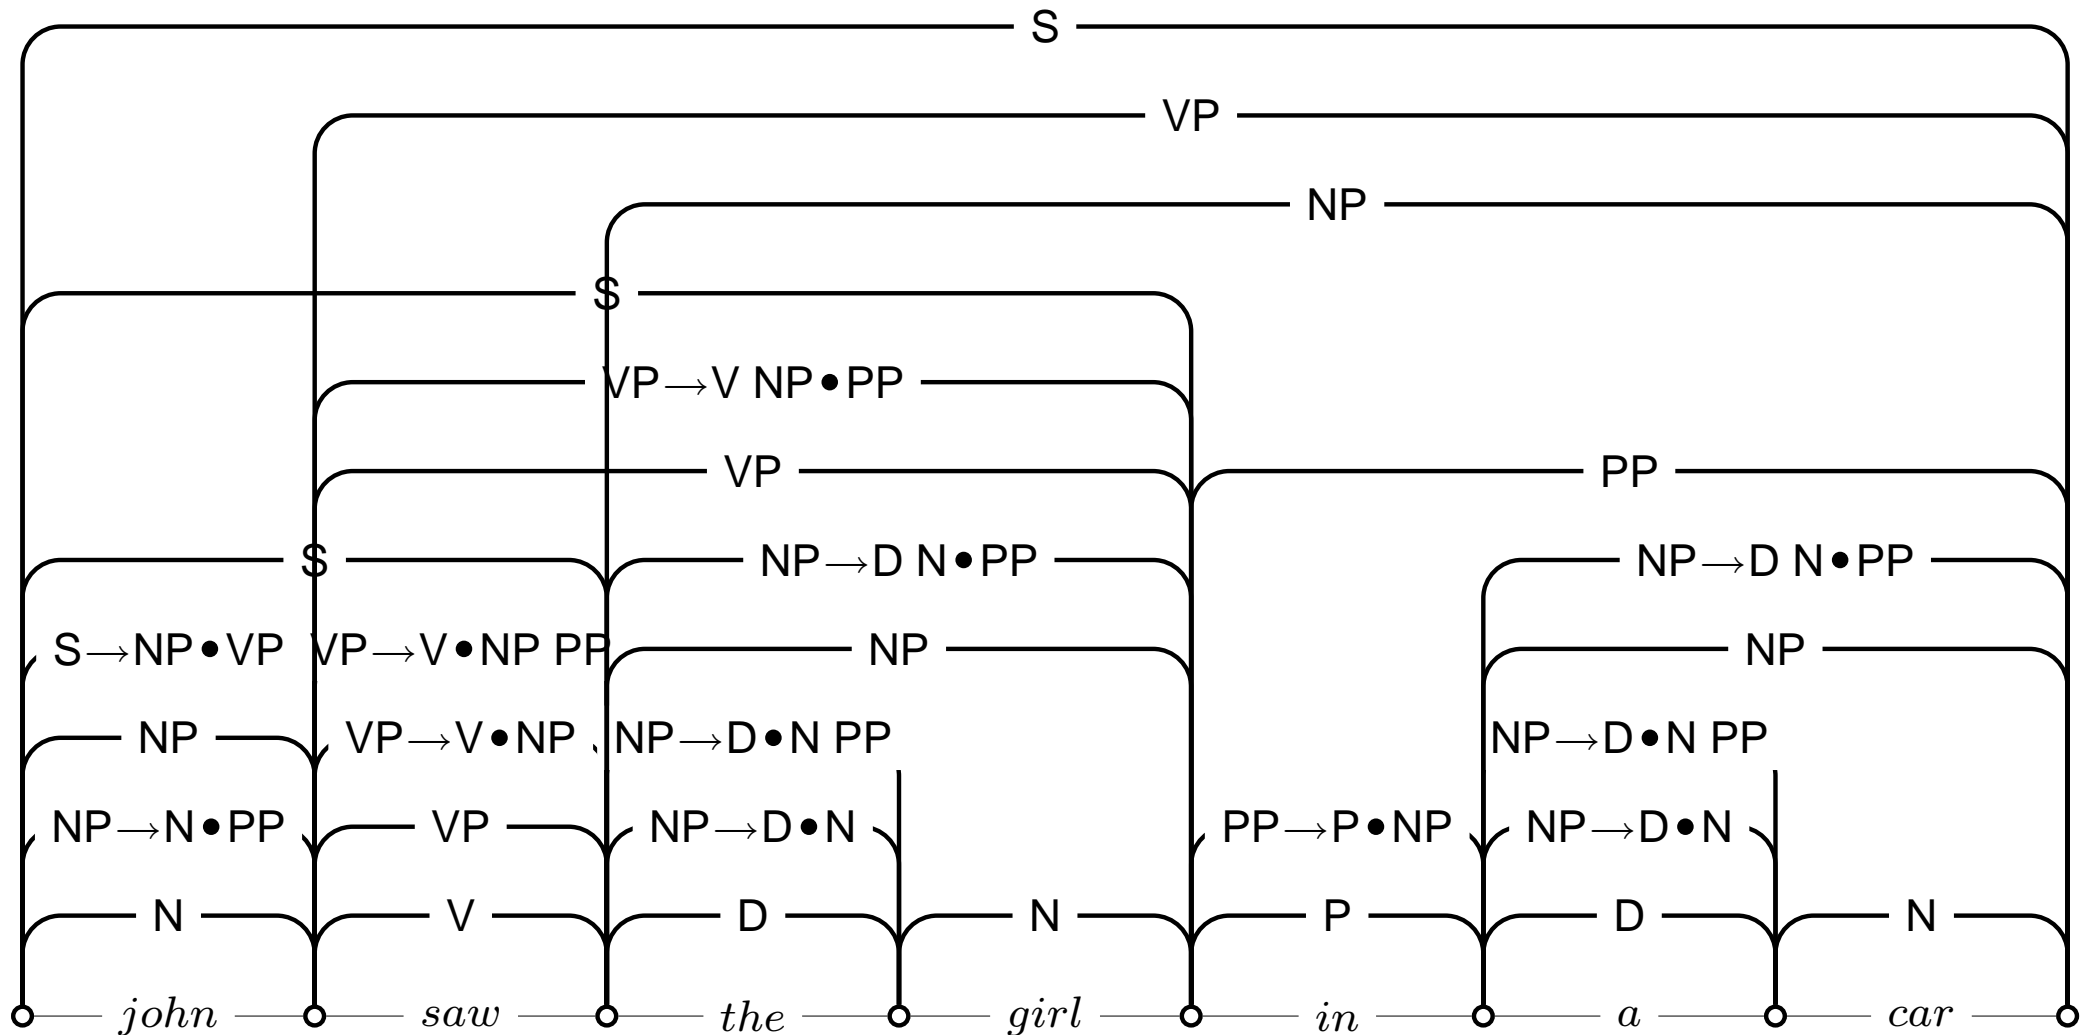 S
VP
NP
S
VP→V NP•PP
VP PP
S NP→D N•PP NP→D N•PP
S→NP•VP VP→V•NP PP NP NP
NP VP→V•NP NP→D•N PP NP→D•N PP
NP→N•PP VP NP→D•N PP→P•NP NP→D•N
N V D N P D N
john saw the girl in a car